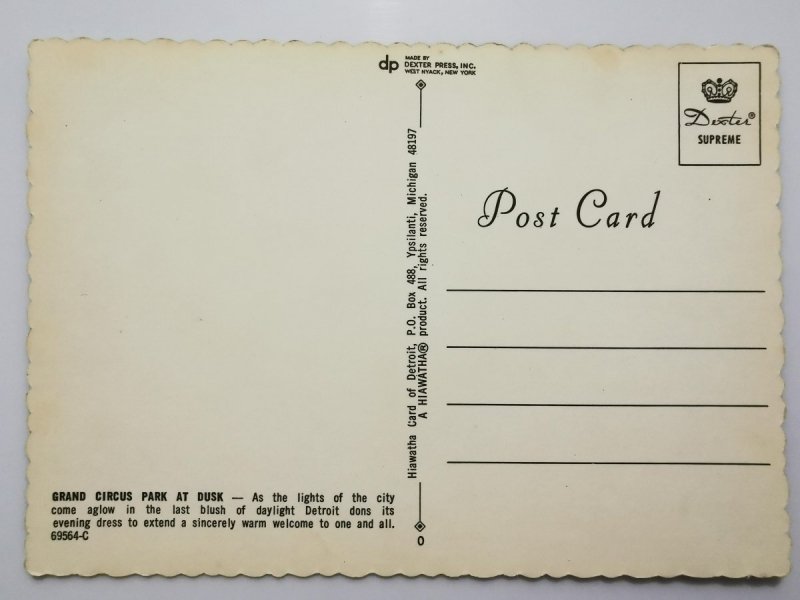 dp MADE BY
DEXTER PRESS, INC.
WEST NYACK, NEW YORK
Dexter®
SUPREME
Post Card
Hiawatha Card of Detroit, P.O. Box 488, Ypsilanti, Michigan 48197
A HIAWATHA® product. All rights reserved.
GRAND CIRCUS PARK AT DUSK — As the lights of the city
come aglow in the last blush of daylight Detroit dons its
evening dress to extend a sincerely warm welcome to one and all.
69564-C
0